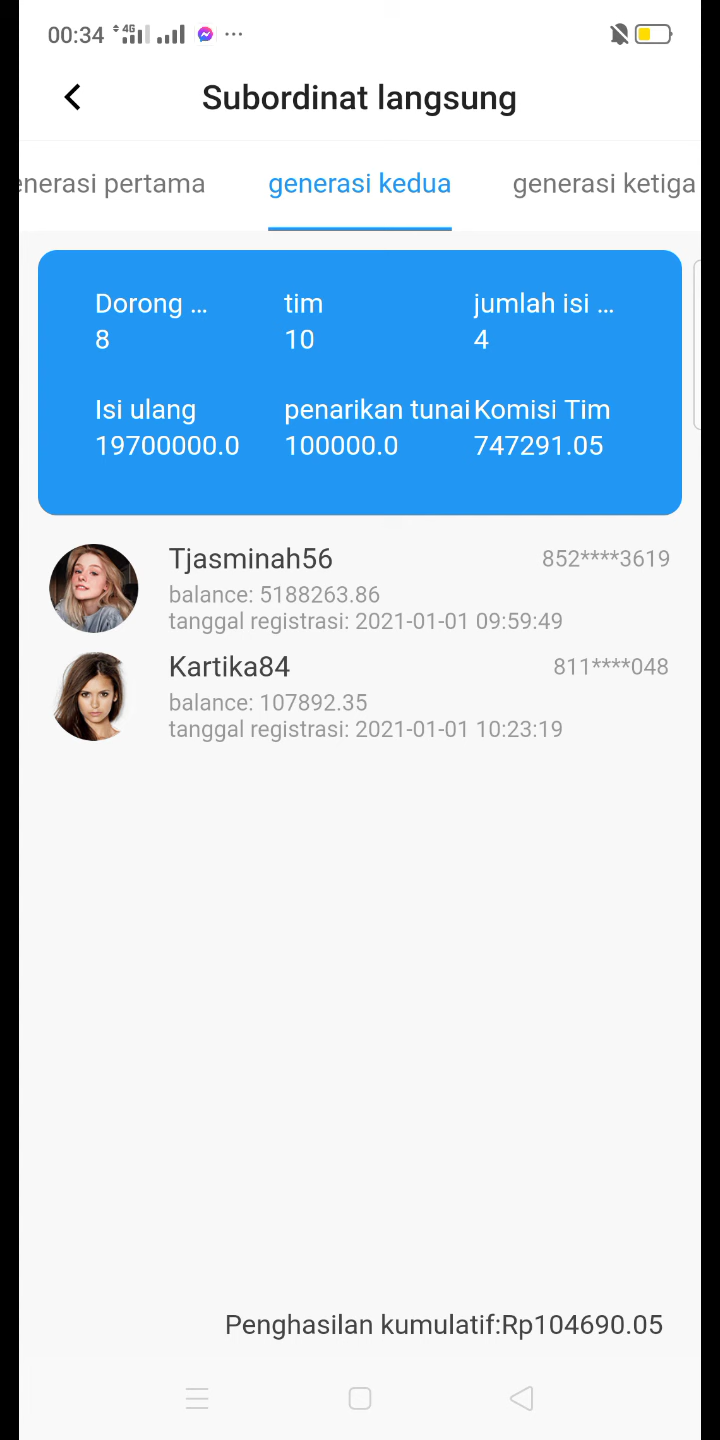 00:34 4G ...
Subordinat langsung
enerasi pertama generasi kedua generasi ketiga
Dorong ... tim jumlah isi ...
8 10 4
Isi ulang penarikan tunai Komisi Tim
19700000.0 100000.0 747291.05
Tjasminah56 852****3619
balance: 5188263.86
tanggal registrasi: 2021-01-01 09:59:49
Kartika84 811****048
balance: 107892.35
tanggal registrasi: 2021-01-01 10:23:19
Penghasilan kumulatif:Rp104690.05